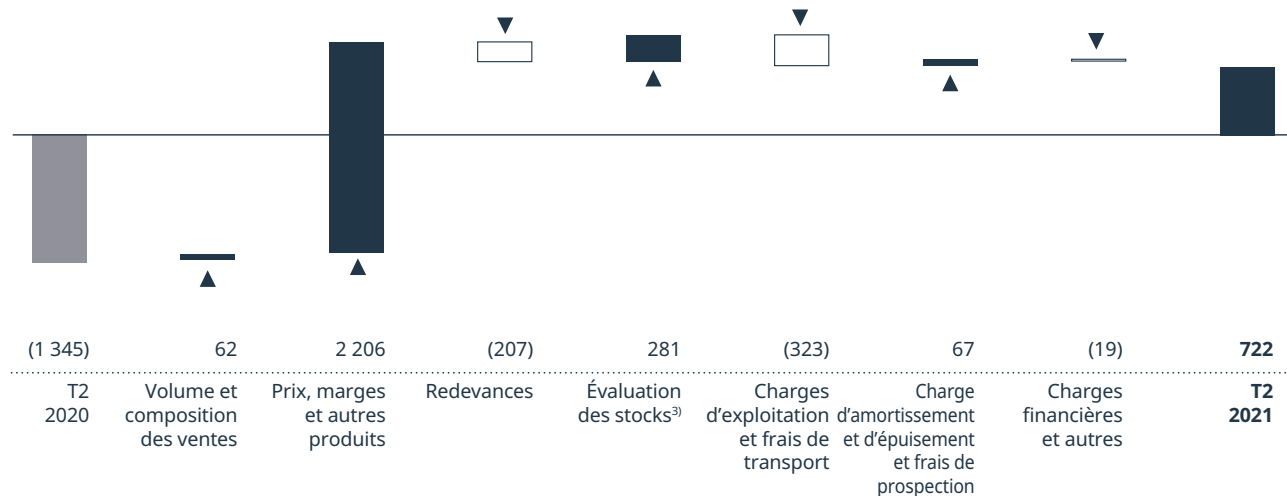 (1 345) 62 2 206 (207) 281 (323) 67 (19) 722
T2
2020
Volume et
composition
des ventes
Prix, marges
et autres
produits
Redevances
Évaluation
des stocks3)
Charges
d’exploitation
et frais de
transport
Charge
d’amortissement
et d’épuisement
et frais de
prospection
Charges
financières
et autres
T2
2021